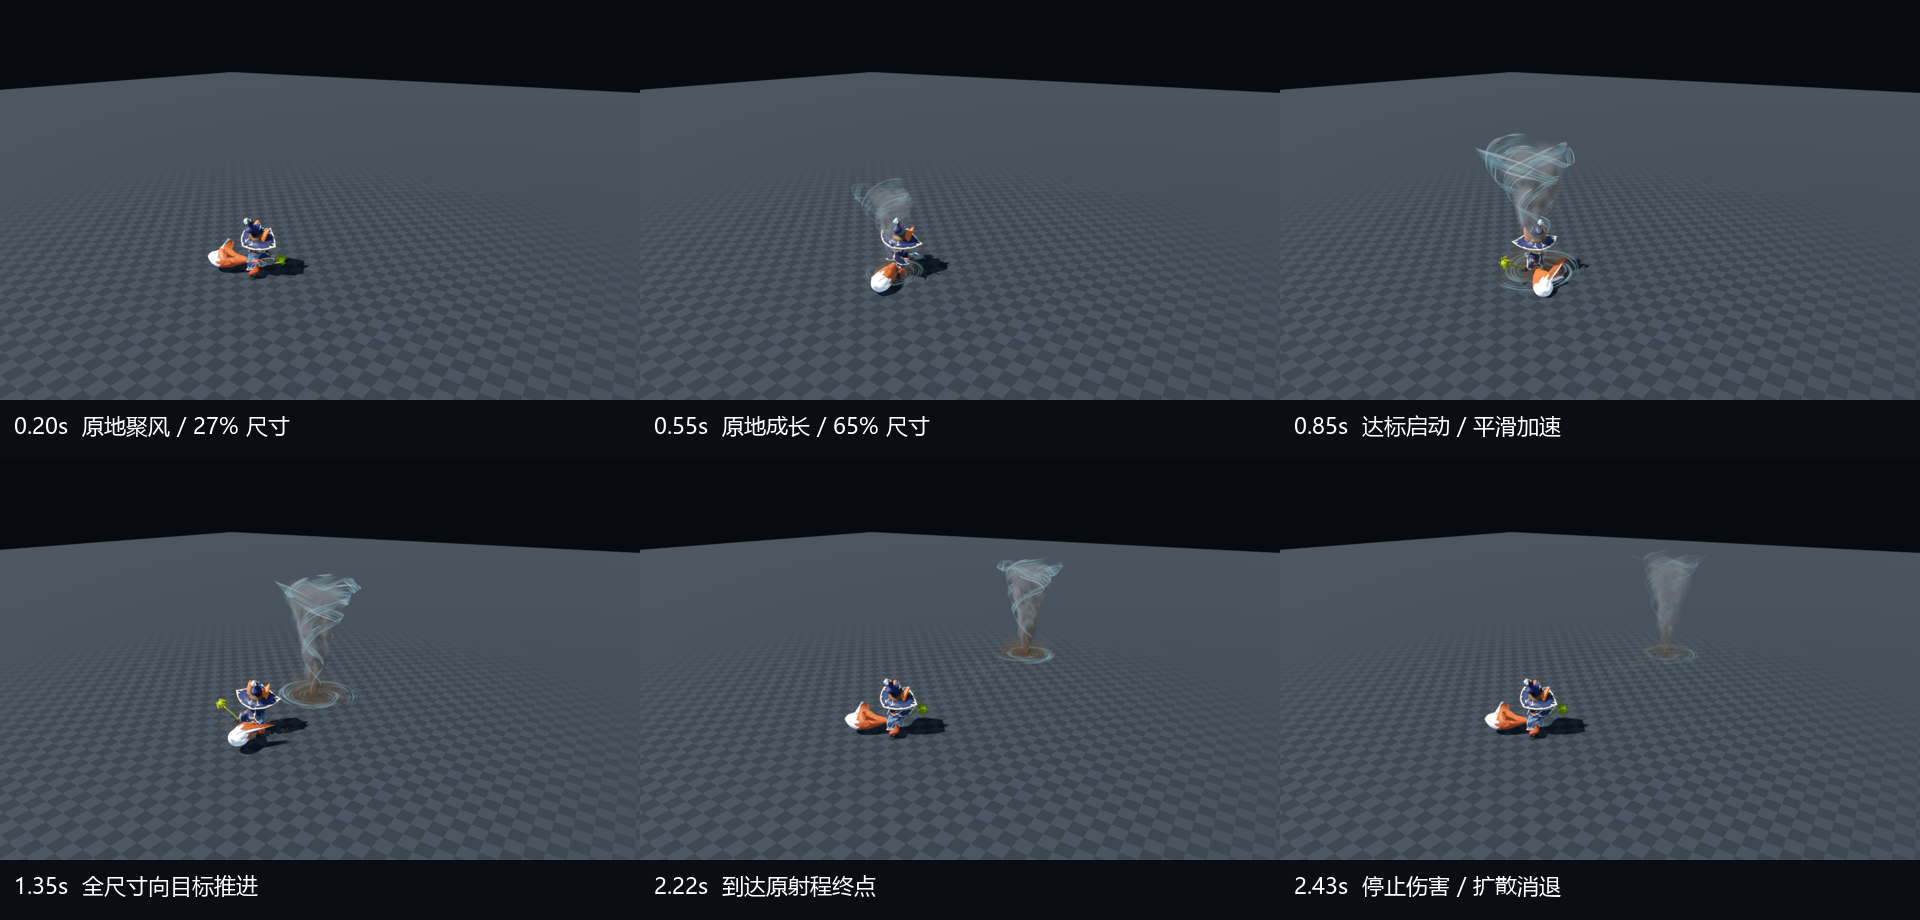 0.20s 原地聚风 / 27% 尺寸
0.55s 原地成长 / 65% 尺寸
0.85s 达标启动 / 平滑加速
1.35s 全尺寸向目标推进
2.22s 到达原射程终点
2.43s 停止伤害 / 扩散消退